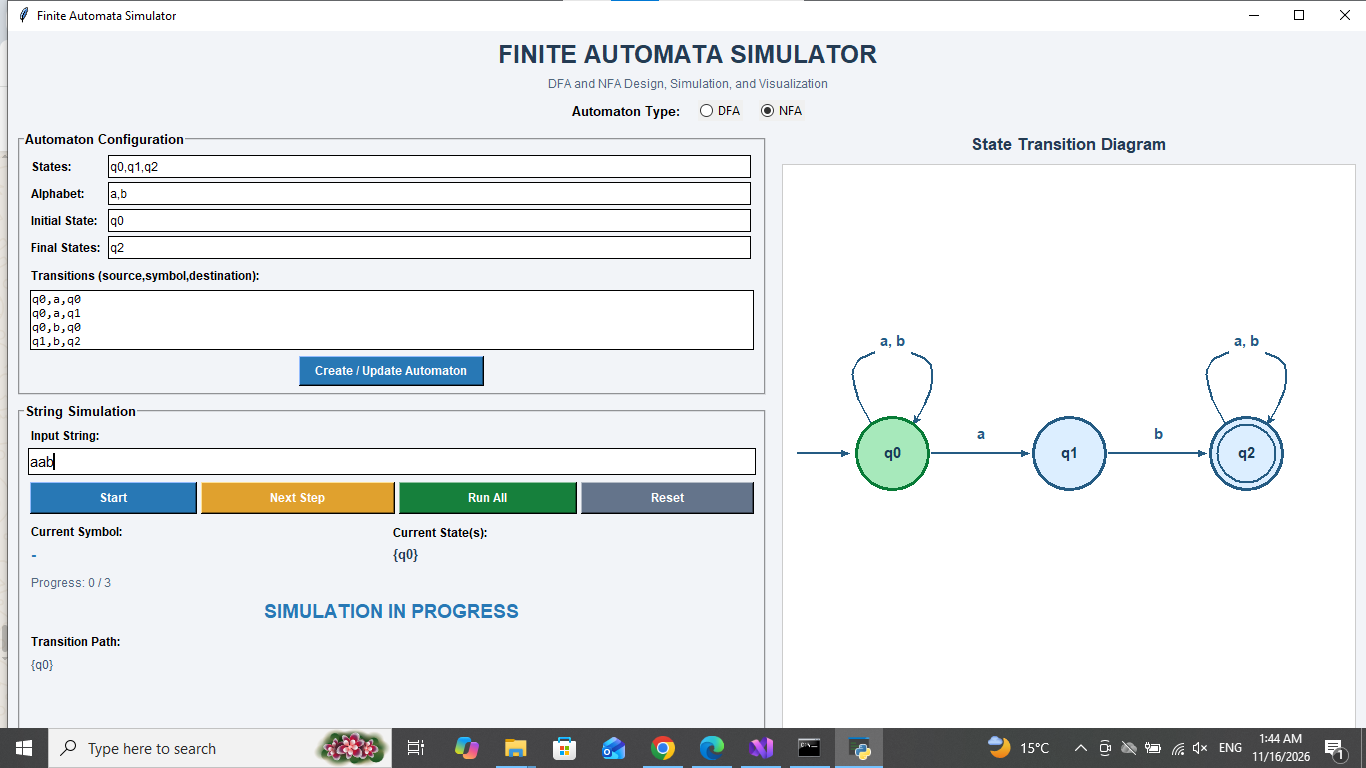 Finite Automata Simulator
FINITE AUTOMATA SIMULATOR
DFA and NFA Design, Simulation, and Visualization
Automaton Type: DFA NFA
Automaton Configuration
States: q0,q1,q2
Alphabet: a,b
Initial State: q0
Final States: q2
Transitions (source,symbol,destination):
q0,a,q0
q0,a,q1
q0,b,q0
q1,b,q2
Create / Update Automaton
String Simulation
Input String:
aab
Start Next Step Run All Reset
Current Symbol: Current State(s):
- {q0}
Progress: 0 / 3
SIMULATION IN PROGRESS
Transition Path:
{q0}
State Transition Diagram
a, b a, b
a b
q0 q1 q2
Type here to search
15°C
ENG
1:44 AM
11/16/2026
1